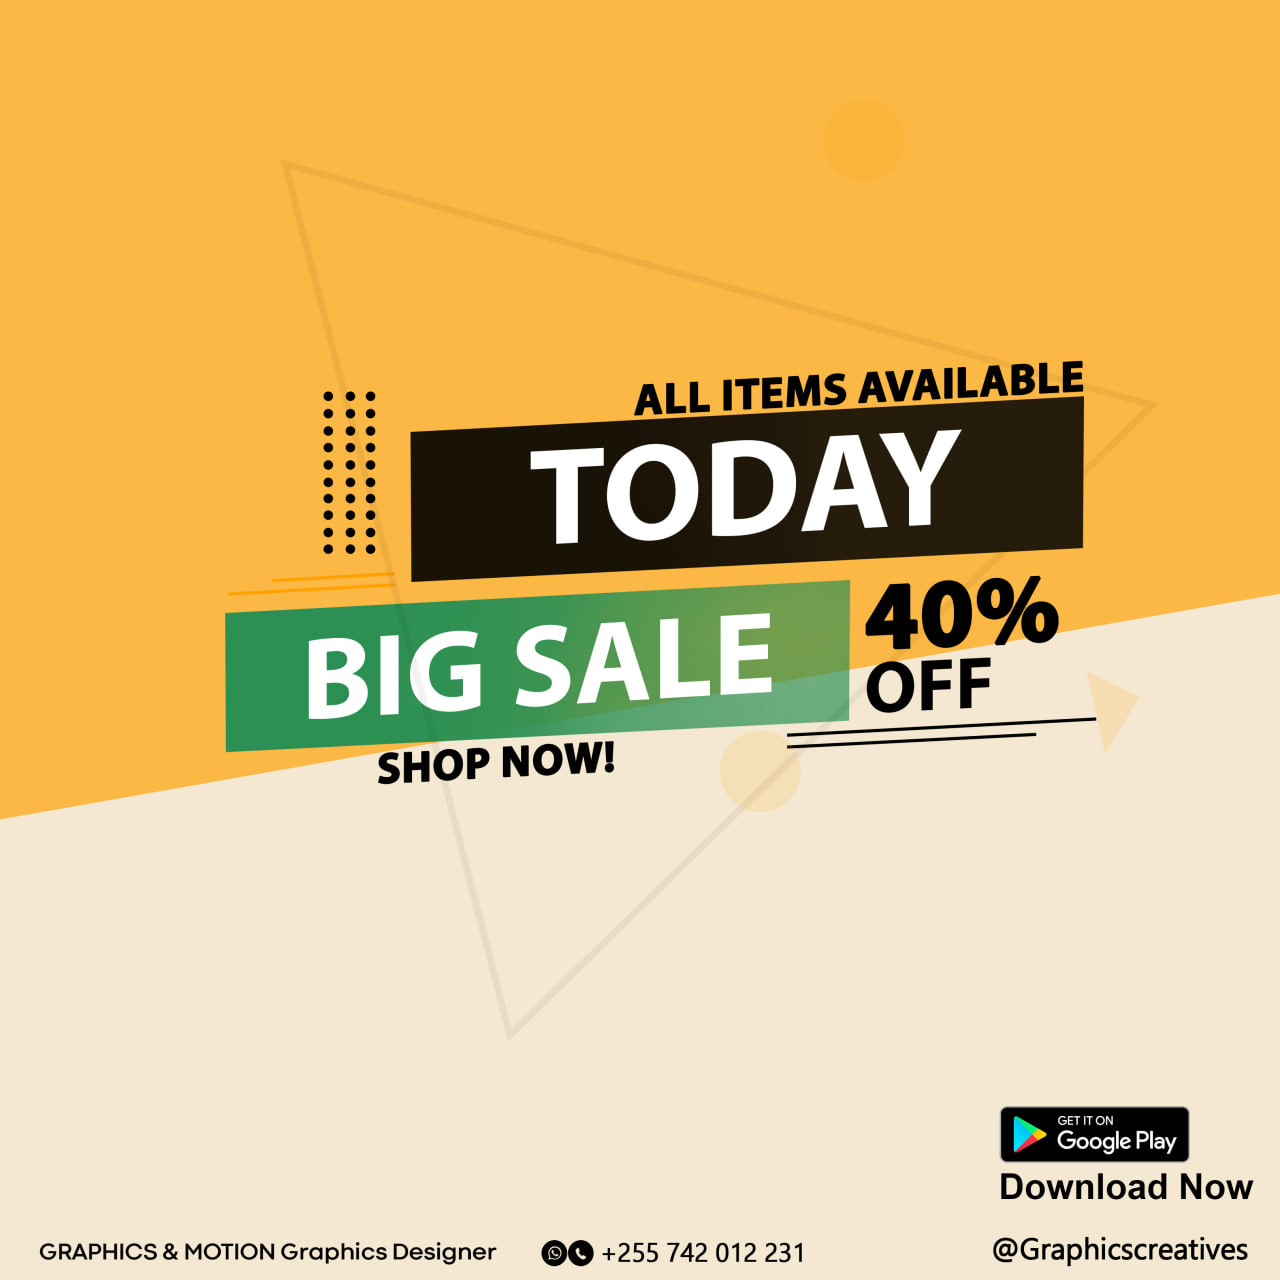 ALL ITEMS AVAILABLE
TODAY
BIG SALE
40%
OFF
SHOP NOW!
GET IT ON
Google Play
Download Now
GRAPHICS & MOTION Graphics Designer
+255 742 012 231
@Graphicscreatives